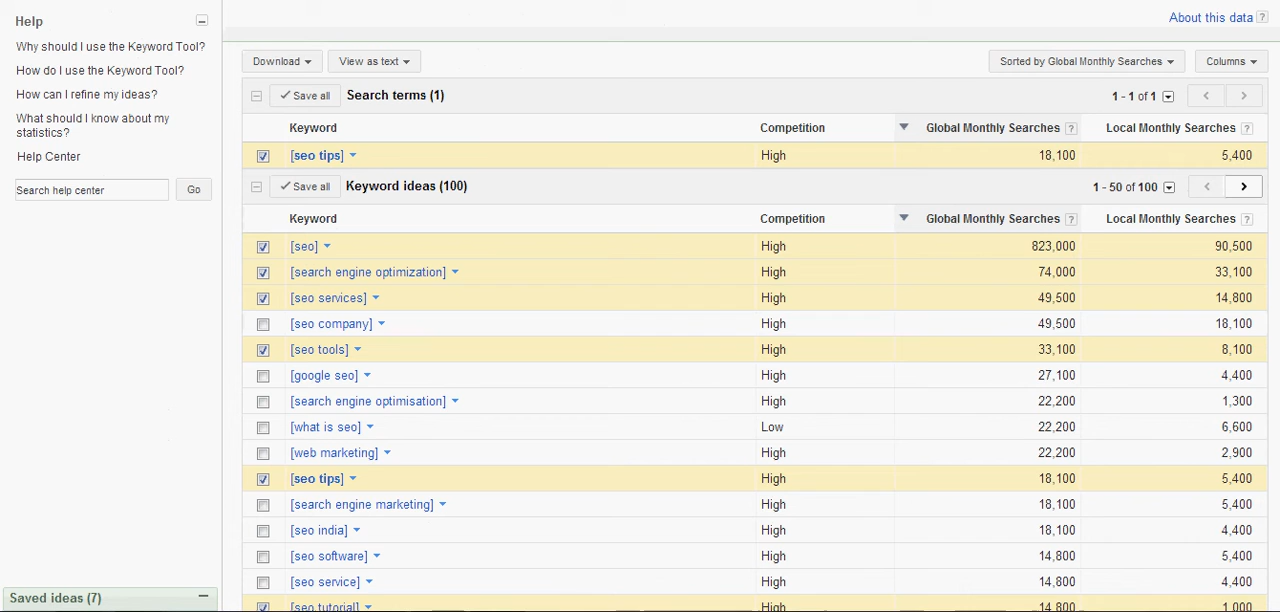 Help
Why should I use the Keyword Tool?
How do I use the Keyword Tool?
How can I refine my ideas?
What should I know about my
statistics?
Help Center
Search help center Go
Saved ideas (7)
About this data ?
Download View as text Sorted by Global Monthly Searches Columns
Save all Search terms (1) 1 - 1 of 1
Keyword Competition Global Monthly Searches ? Local Monthly Searches ?
[seo tips] High 18,100 5,400
Save all Keyword ideas (100) 1 - 50 of 100
Keyword Competition Global Monthly Searches ? Local Monthly Searches ?
[seo] High 823,000 90,500
[search engine optimization] High 74,000 33,100
[seo services] High 49,500 14,800
[seo company] High 49,500 18,100
[seo tools] High 33,100 8,100
[google seo] High 27,100 4,400
[search engine optimisation] High 22,200 1,300
[what is seo] Low 22,200 6,600
[web marketing] High 22,200 2,900
[seo tips] High 18,100 5,400
[search engine marketing] High 18,100 5,400
[seo india] High 18,100 4,400
[seo software] High 14,800 5,400
[seo service] High 14,800 4,400
[seo tutorial] High 14,800 1,000